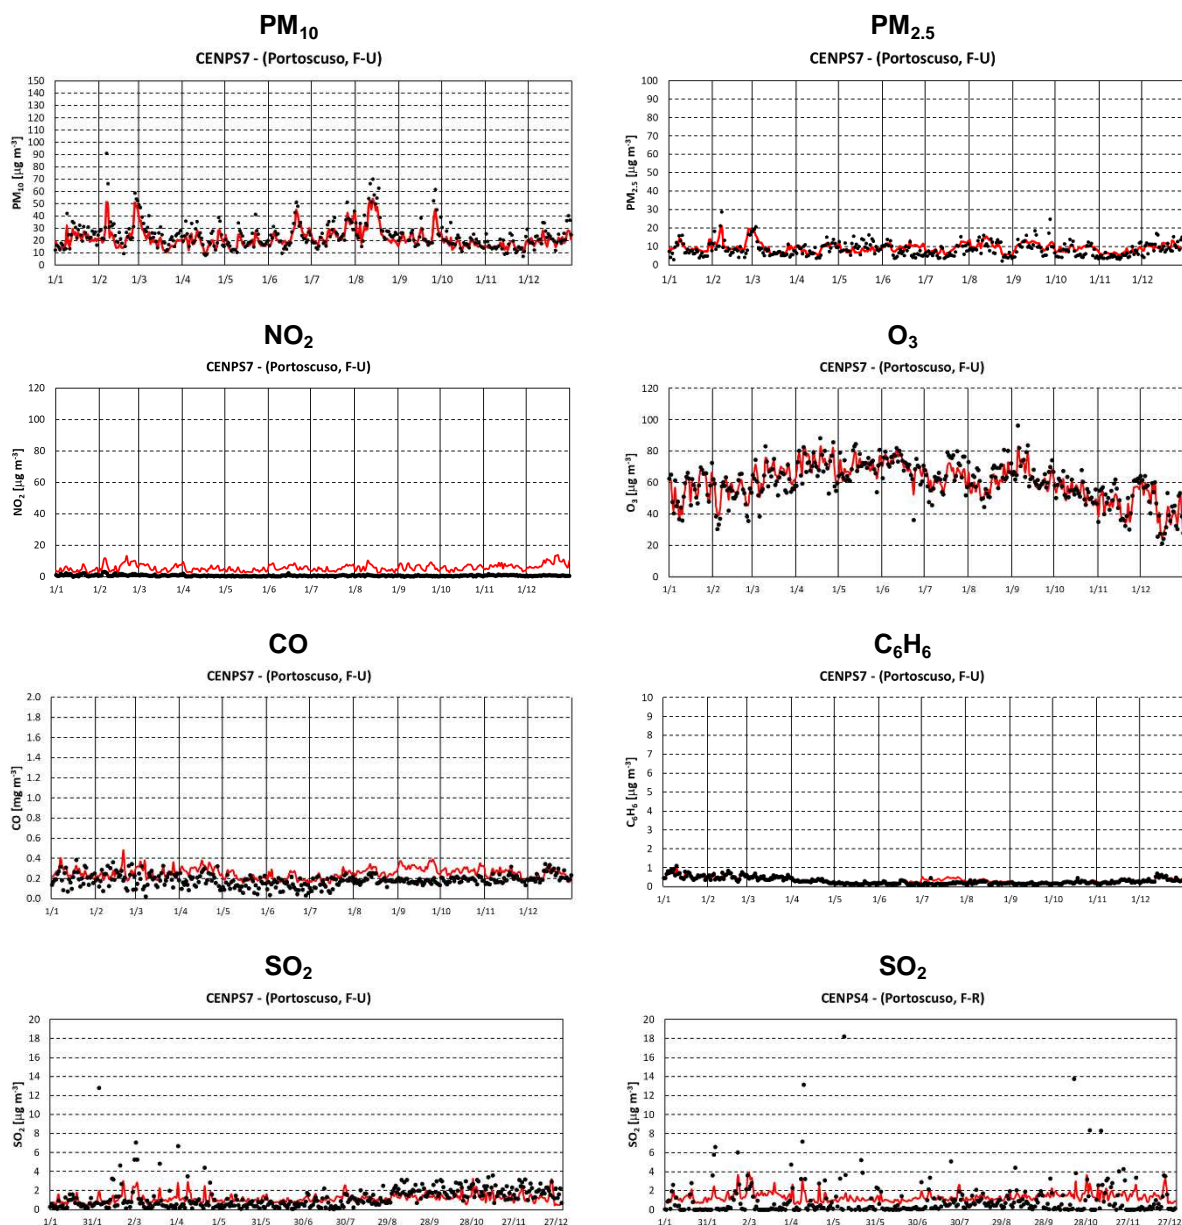 PM10
CENPS7 - (Portoscuso, F-U)
PM10 [µg m-3]
150
140
130
120
110
100
90
80
70
60
50
40
30
20
10
0
1/1 1/2 1/3 1/4 1/5 1/6 1/7 1/8 1/9 1/10 1/11 1/12
PM2.5
CENPS7 - (Portoscuso, F-U)
PM2.5 [µg m-3]
100
90
80
70
60
50
40
30
20
10
0
1/1 1/2 1/3 1/4 1/5 1/6 1/7 1/8 1/9 1/10 1/11 1/12
NO2
CENPS7 - (Portoscuso, F-U)
NO2 [µg m-3]
120
100
80
60
40
20
0
1/1 1/2 1/3 1/4 1/5 1/6 1/7 1/8 1/9 1/10 1/11 1/12
O3
CENPS7 - (Portoscuso, F-U)
O3 [µg m-3]
120
100
80
60
40
20
0
1/1 1/2 1/3 1/4 1/5 1/6 1/7 1/8 1/9 1/10 1/11 1/12
CO
CENPS7 - (Portoscuso, F-U)
CO [mg m-3]
2.0
1.8
1.6
1.4
1.2
1.0
0.8
0.6
0.4
0.2
0.0
1/1 1/2 1/3 1/4 1/5 1/6 1/7 1/8 1/9 1/10 1/11 1/12
C6H6
CENPS7 - (Portoscuso, F-U)
C6H6 [µg m-3]
10
9
8
7
6
5
4
3
2
1
0
1/1 1/2 1/3 1/4 1/5 1/6 1/7 1/8 1/9 1/10 1/11 1/12
SO2
CENPS7 - (Portoscuso, F-U)
SO2 [µg m-3]
20
18
16
14
12
10
8
6
4
2
0
1/1 31/1 2/3 1/4 1/5 31/5 30/6 30/7 29/8 28/9 28/10 27/11 27/12
SO2
CENPS4 - (Portoscuso, F-R)
SO2 [µg m-3]
20
18
16
14
12
10
8
6
4
2
0
1/1 31/1 2/3 1/4 1/5 31/5 30/6 30/7 29/8 28/9 28/10 27/11 27/12